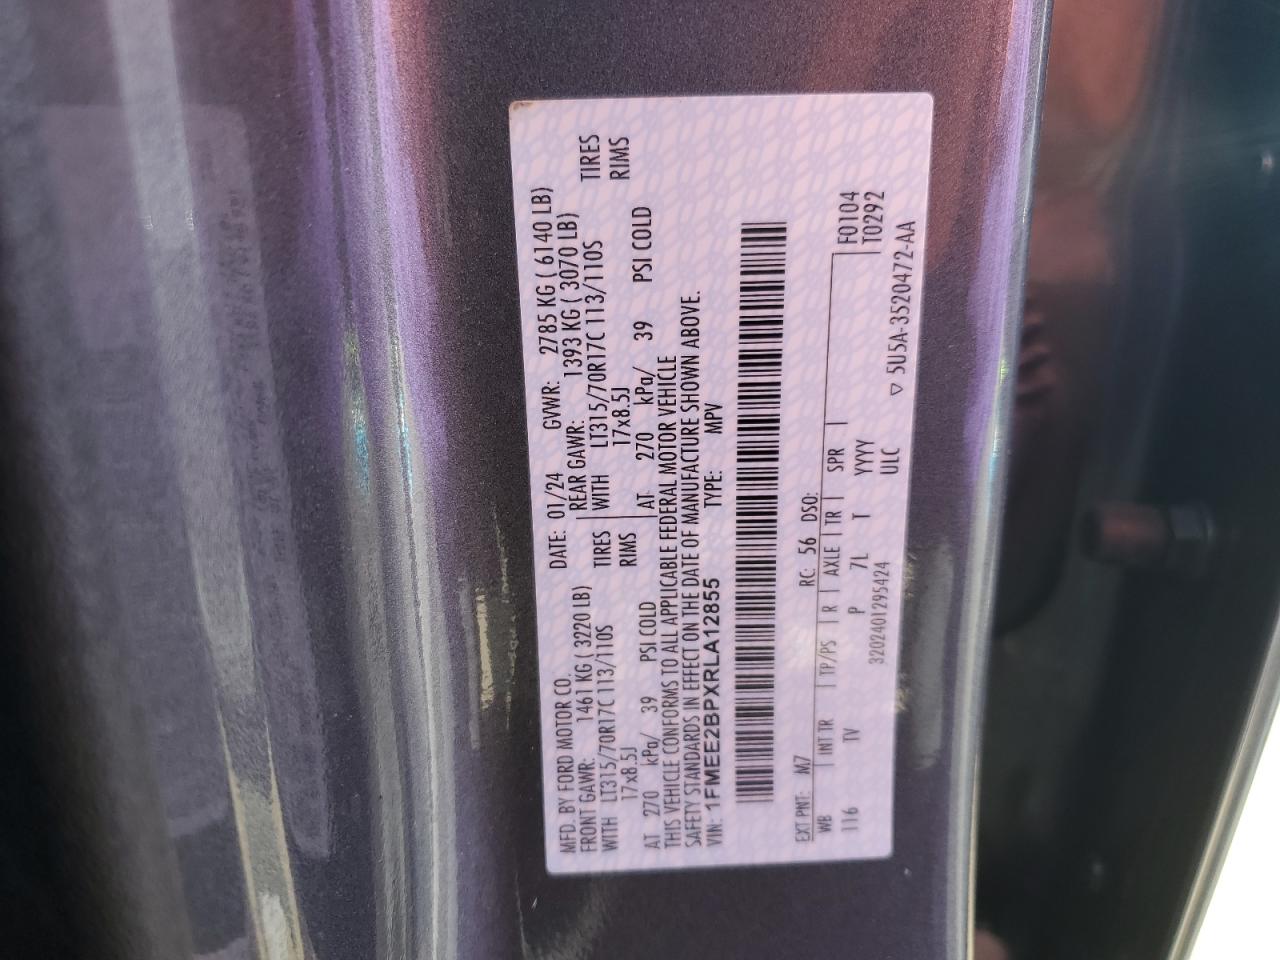 MFD. BY FORD MOTOR CO.
DATE: 01/24 GVWR: 2785 KG ( 6140 LB)
FRONT GAWR: 1461 KG ( 3220 LB)
REAR GAWR: 1393 KG ( 3070 LB)
WITH LT315/70R17C 113/110S TIRES
WITH LT315/70R17C 113/110S TIRES
17x8.5J RIMS
17x8.5J RIMS
AT 270 kPa/ 39 PSI COLD
AT 270 kPa/ 39 PSI COLD
THIS VEHICLE CONFORMS TO ALL APPLICABLE FEDERAL MOTOR VEHICLE
SAFETY STANDARDS IN EFFECT ON THE DATE OF MANUFACTURE SHOWN ABOVE.
VIN: 1FMEE2BPXRLA12855 TYPE: MPV
EXT PNT: M7 RC: 56 DSO:
WB | INT TR | TP/PS | R | AXLE | TR | SPR |
F0104
116 TV P 7L T YYYY
T0292
3202401295424 ULC
▽ 5U5A-3520472-AA